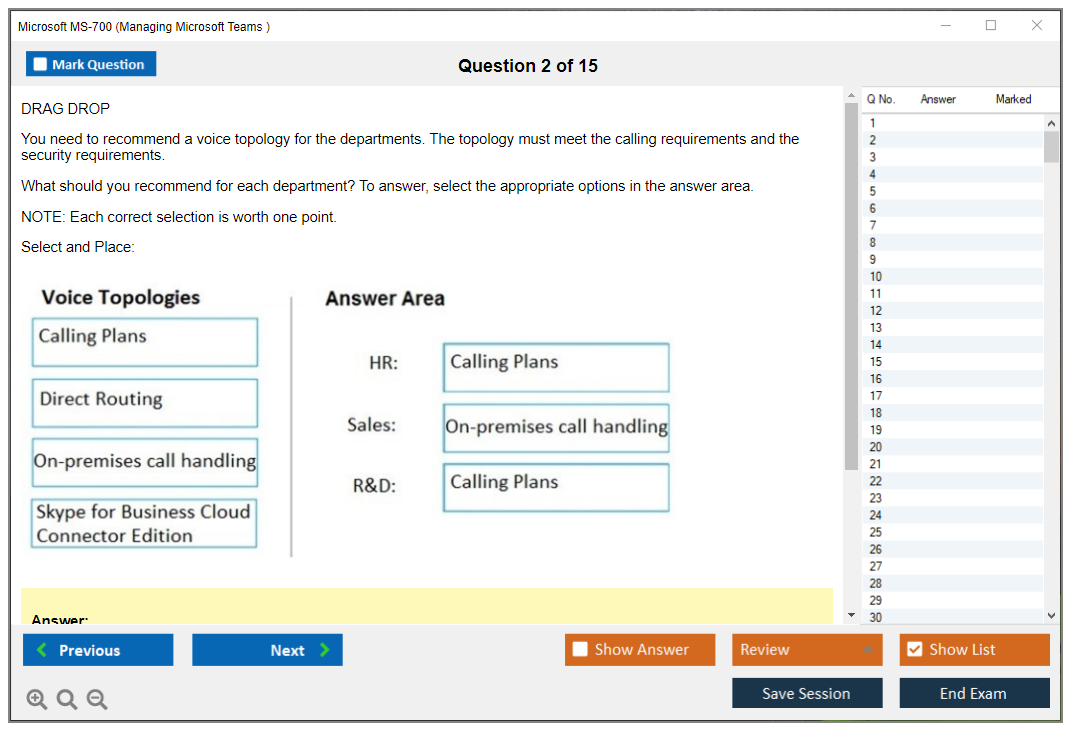 Microsoft MS-700 (Managing Microsoft Teams )
Mark Question
Question 2 of 15
DRAG DROP
You need to recommend a voice topology for the departments. The topology must meet the calling requirements and the
security requirements.
What should you recommend for each department? To answer, select the appropriate options in the answer area.
NOTE: Each correct selection is worth one point.
Select and Place:
Voice Topologies
Calling Plans
Direct Routing
On-premises call handling
Skype for Business Cloud
Connector Edition
Answer Area
HR:
Calling Plans
Sales:
On-premises call handling
R&D:
Calling Plans
Answer:
Q No. Answer Marked
1
2
3
4
5
6
7
8
9
10
11
12
13
14
15
16
17
18
19
20
21
22
23
24
25
26
27
28
29
30
Previous
Next
Show Answer
Review
Show List
Save Session
End Exam